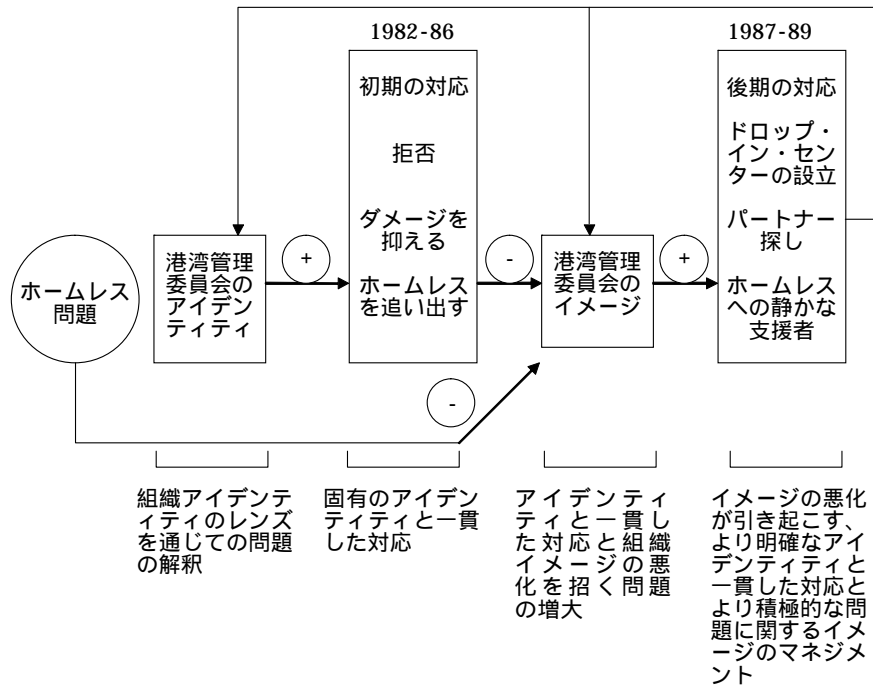 1982-86
1987-89
初期の対応
拒否
ダメージを
抑える
ホームレス
を追い出す
後期の対応
ドロップ・
イン・セン
ターの設立
パートナー
探し
ホームレス
への静かな
支援者
ホームレス
問題
港湾管理
委員会の
アイデン
ティティ
+
-
港湾管理
委員会の
イメージ
+
-
組織アイデンテ
ィティのレンズ
を通じての問題
の解釈
固有のアイデン
ティティと一貫
した対応
アイデンティ
ティと一貫し
た対応と組織
イメージの悪
化を招く問題
の増大
イメージの悪化
が引き起こす、
より明確なアイ
デンティティと
一貫した対応と
より積極的な問
題に関するイメ
ージのマネジメ
ント